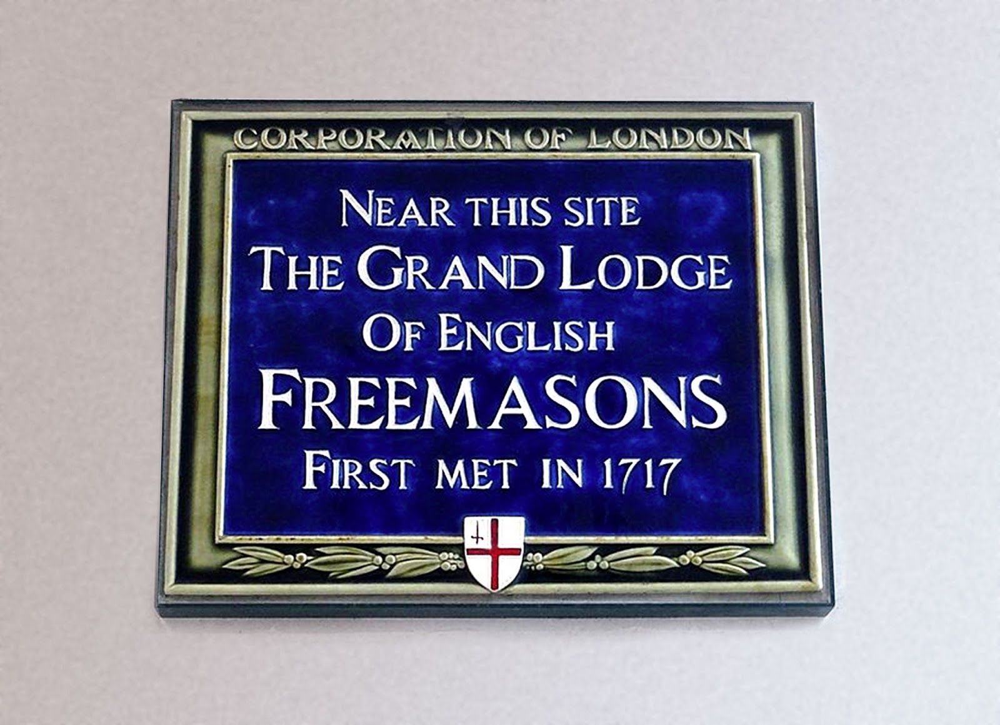 CORPORATION OF LONDON
NEAR THIS SITE
THE GRAND LODGE
OF ENGLISH
FREEMASONS
FIRST MET IN 1717